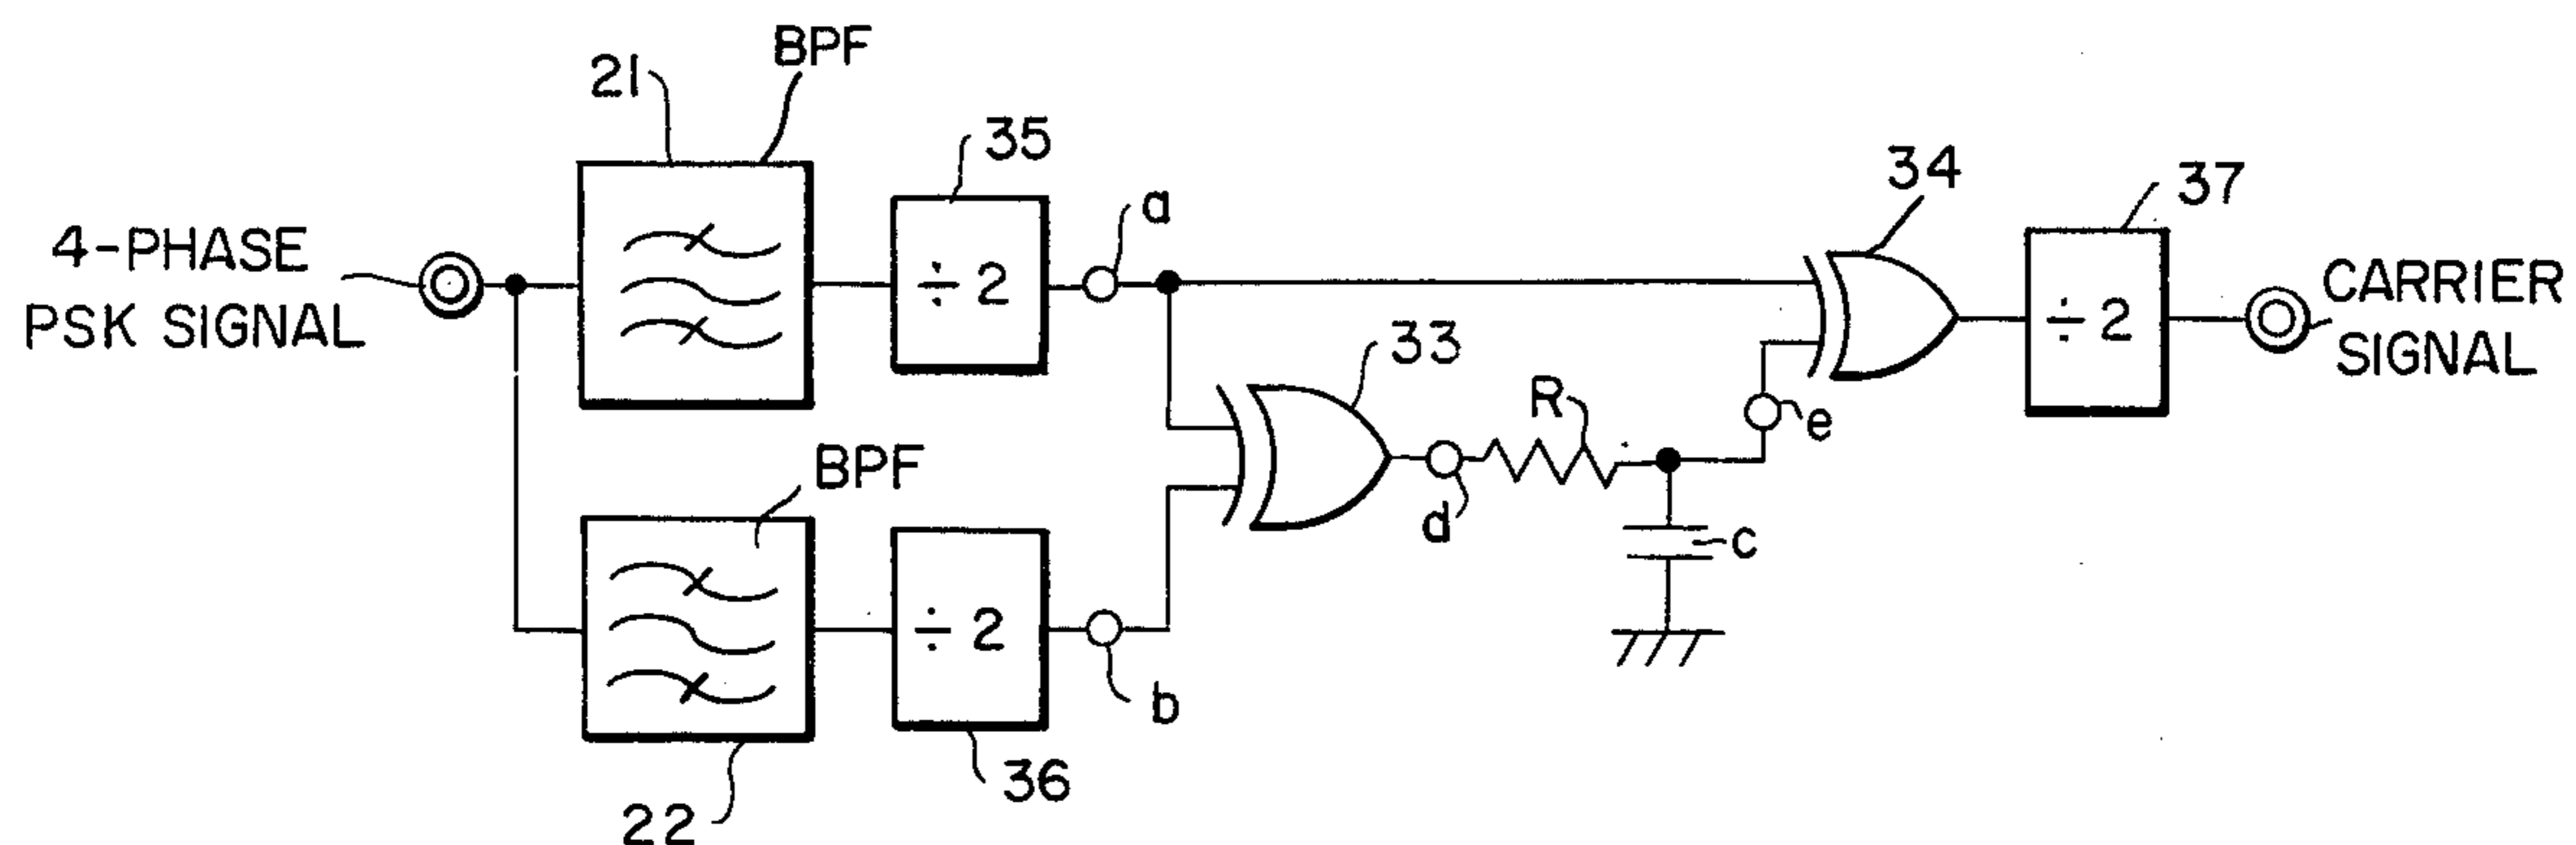 BPF
21
35
a
34
37
4-PHASE
PSK SIGNAL
÷ 2
CARRIER
SIGNAL
÷ 2
33
R
e
BPF
d
c
÷ 2
b
36
22